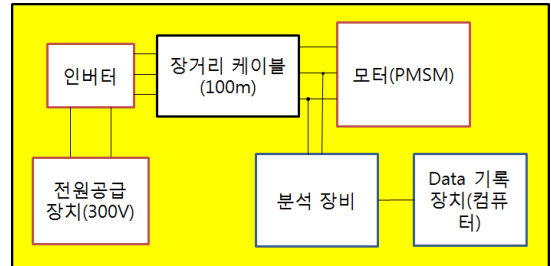 인버터
장거리 케이블
(100m)
모터(PMSM)
전원공급
장치(300V)
분석 장비
Data 기록
장치(컴퓨
터)